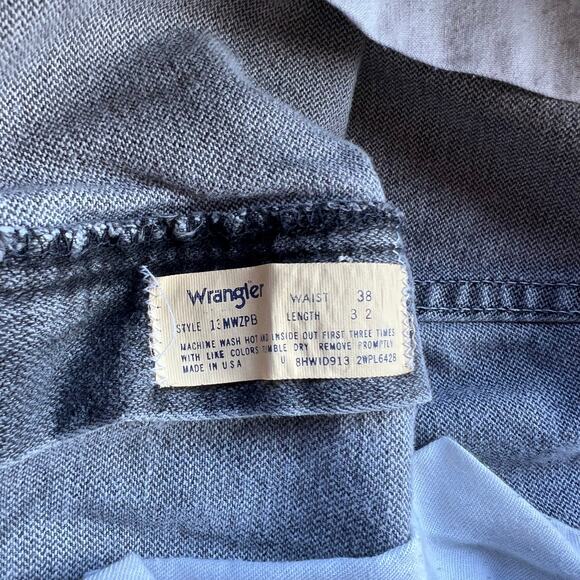 Wrangler WAIST 38
STYLE 13MWZPB LENGTH 32
MACHINE WASH HOT AND INSIDE OUT FIRST THREE TIMES
WITH LIKE COLORS TUMBLE DRY REMOVE PROMPTLY
MADE IN USA U 8HWID913 2WPL6428